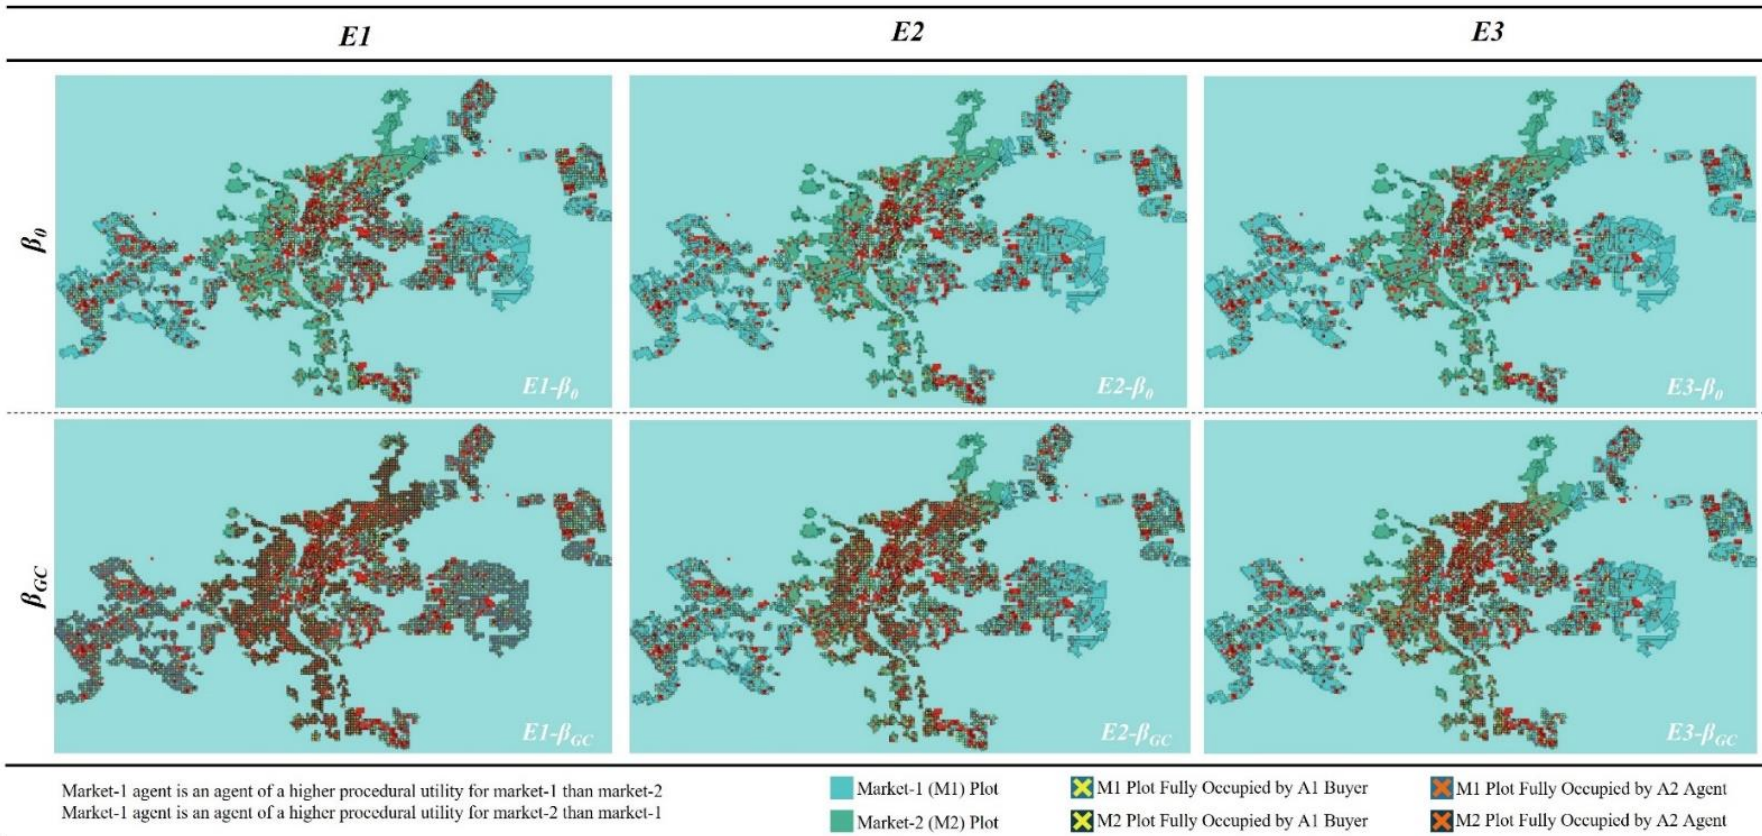 E1 E2 E3
β0
E1-β0 E2-β0 E3-β0
βGC
E1-βGC E2-βGC E3-βGC
Market-1 agent is an agent of a higher procedural utility for market-1 than market-2
Market-1 agent is an agent of a higher procedural utility for market-2 than market-1
Market-1 (M1) Plot
Market-2 (M2) Plot
M1 Plot Fully Occupied by A1 Buyer
M2 Plot Fully Occupied by A1 Buyer
M1 Plot Fully Occupied by A2 Agent
M2 Plot Fully Occupied by A2 Agent